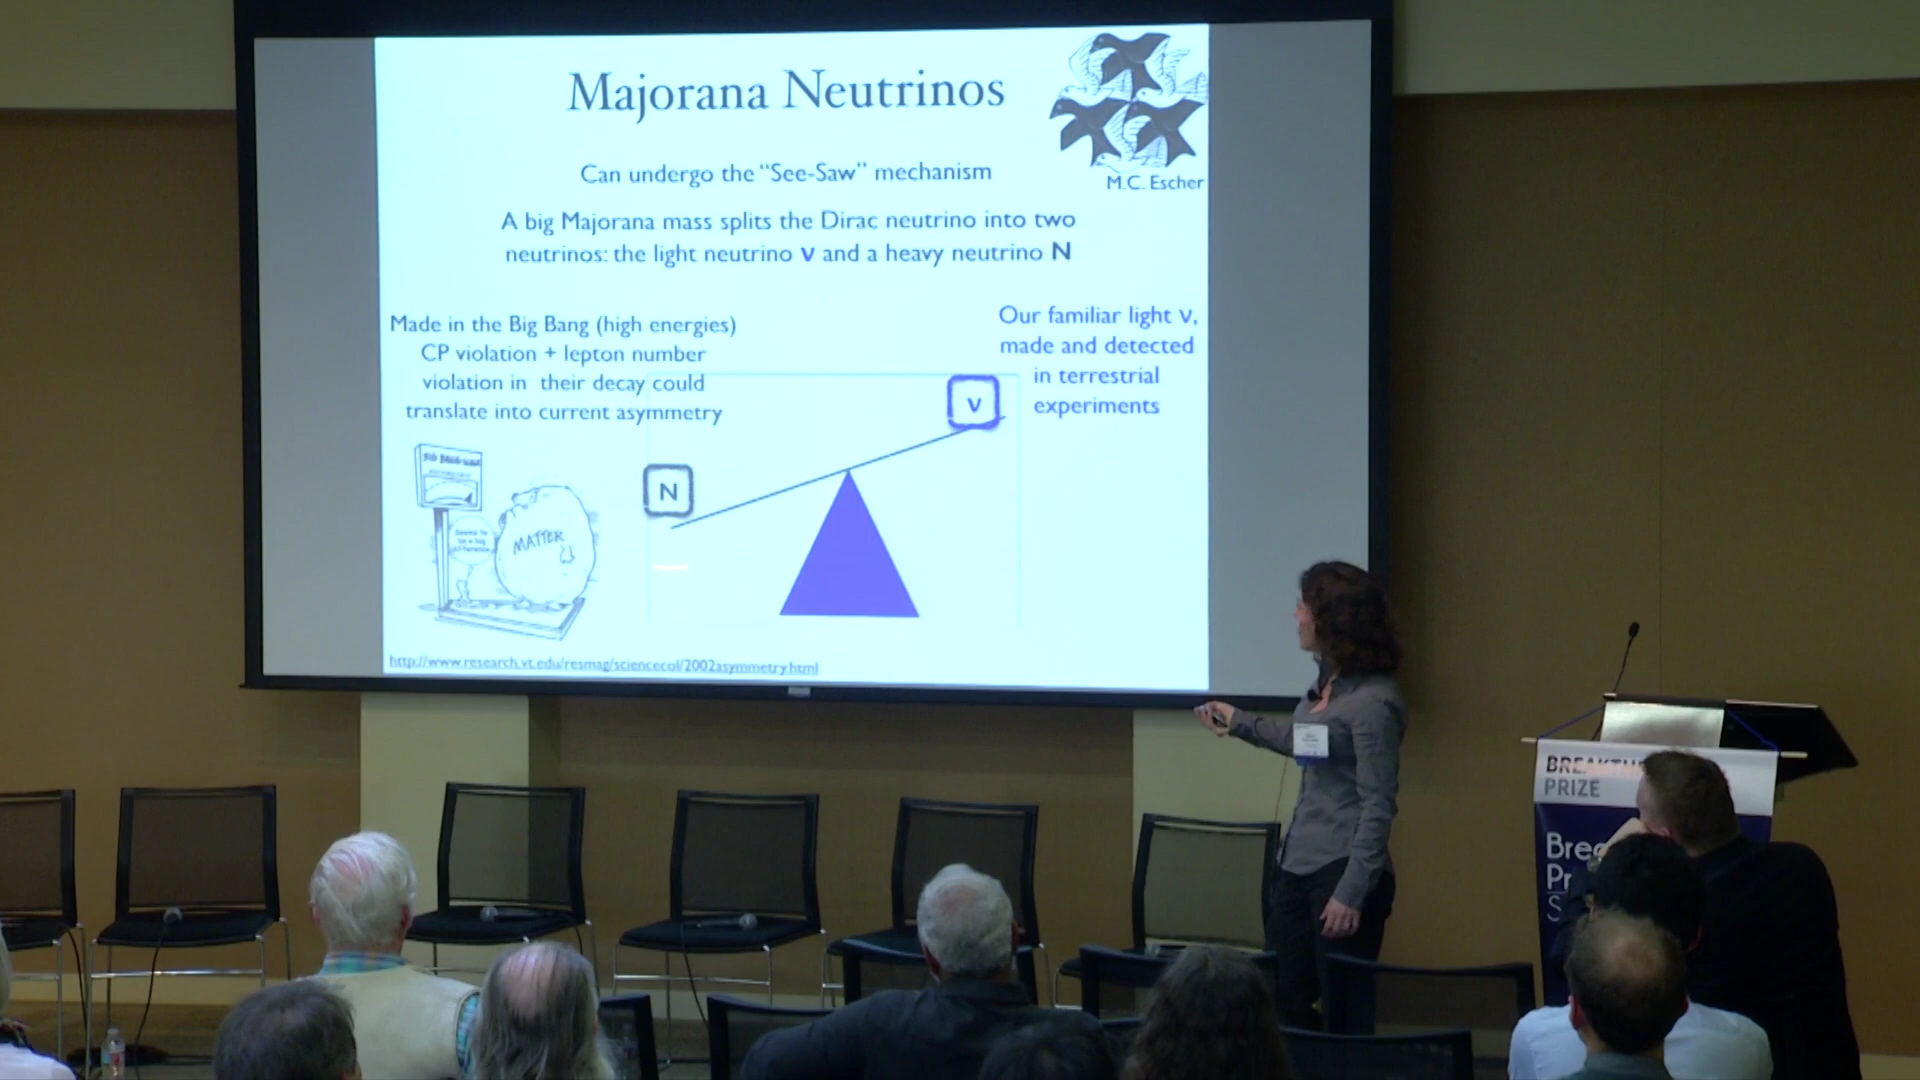 Majorana Neutrinos
M.C. Escher
Can undergo the “See-Saw” mechanism
A big Majorana mass splits the Dirac neutrino into two
neutrinos: the light neutrino ν and a heavy neutrino N
Made in the Big Bang (high energies)
CP violation + lepton number
violation in their decay could
translate into current asymmetry
Our familiar light ν,
made and detected
in terrestrial
experiments
ν
N
MATTER
http://www.research.vt.edu/resmag/sciencecol/2002asymmetry.html
PRIZE